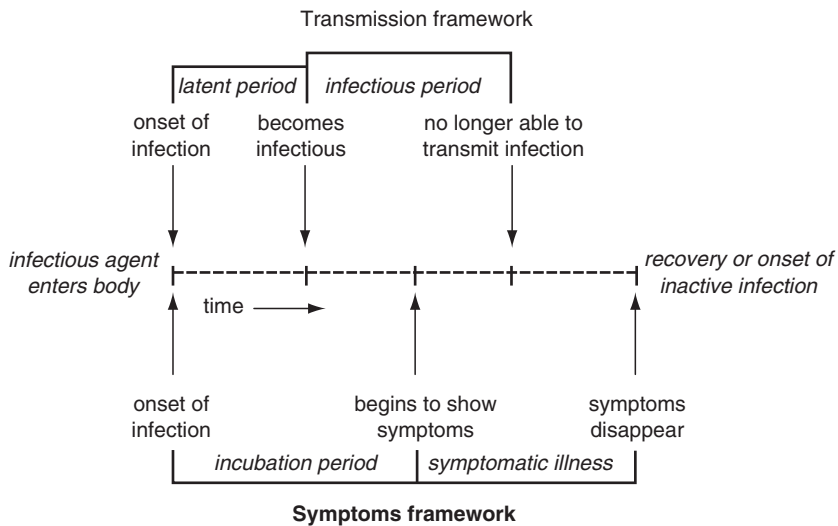 Transmission framework
latent period
infectious period
onset of
infection
becomes
infectious
no longer able to
transmit infection
infectious agent
enters body
recovery or onset of
inactive infection
time
onset of
infection
begins to show
symptoms
symptoms
disappear
incubation period
symptomatic illness
Symptoms framework